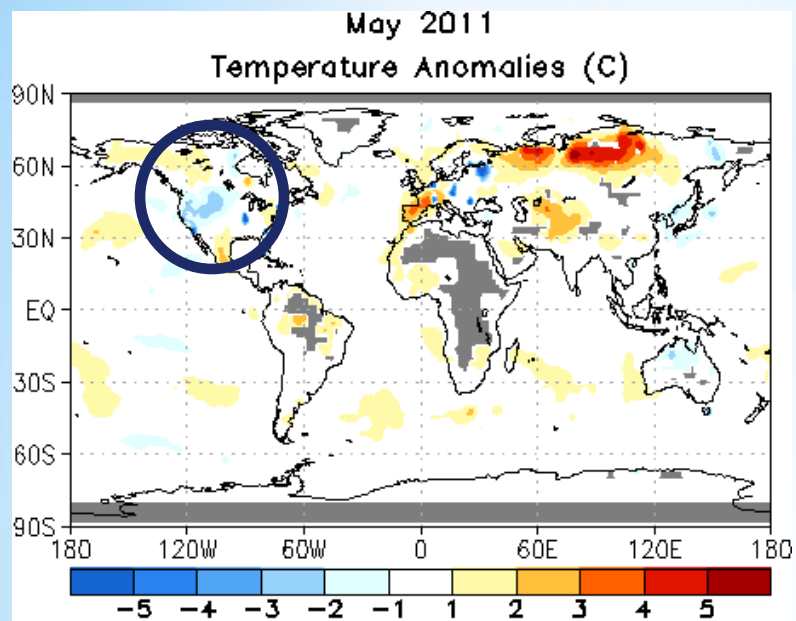 May 2011
Temperature Anomalies (C)
90N
60N
30N
EQ
30S
60S
90S
180 120W 60W 0 60E 120E 180
-5 -4 -3 -2 -1 1 2 3 4 5